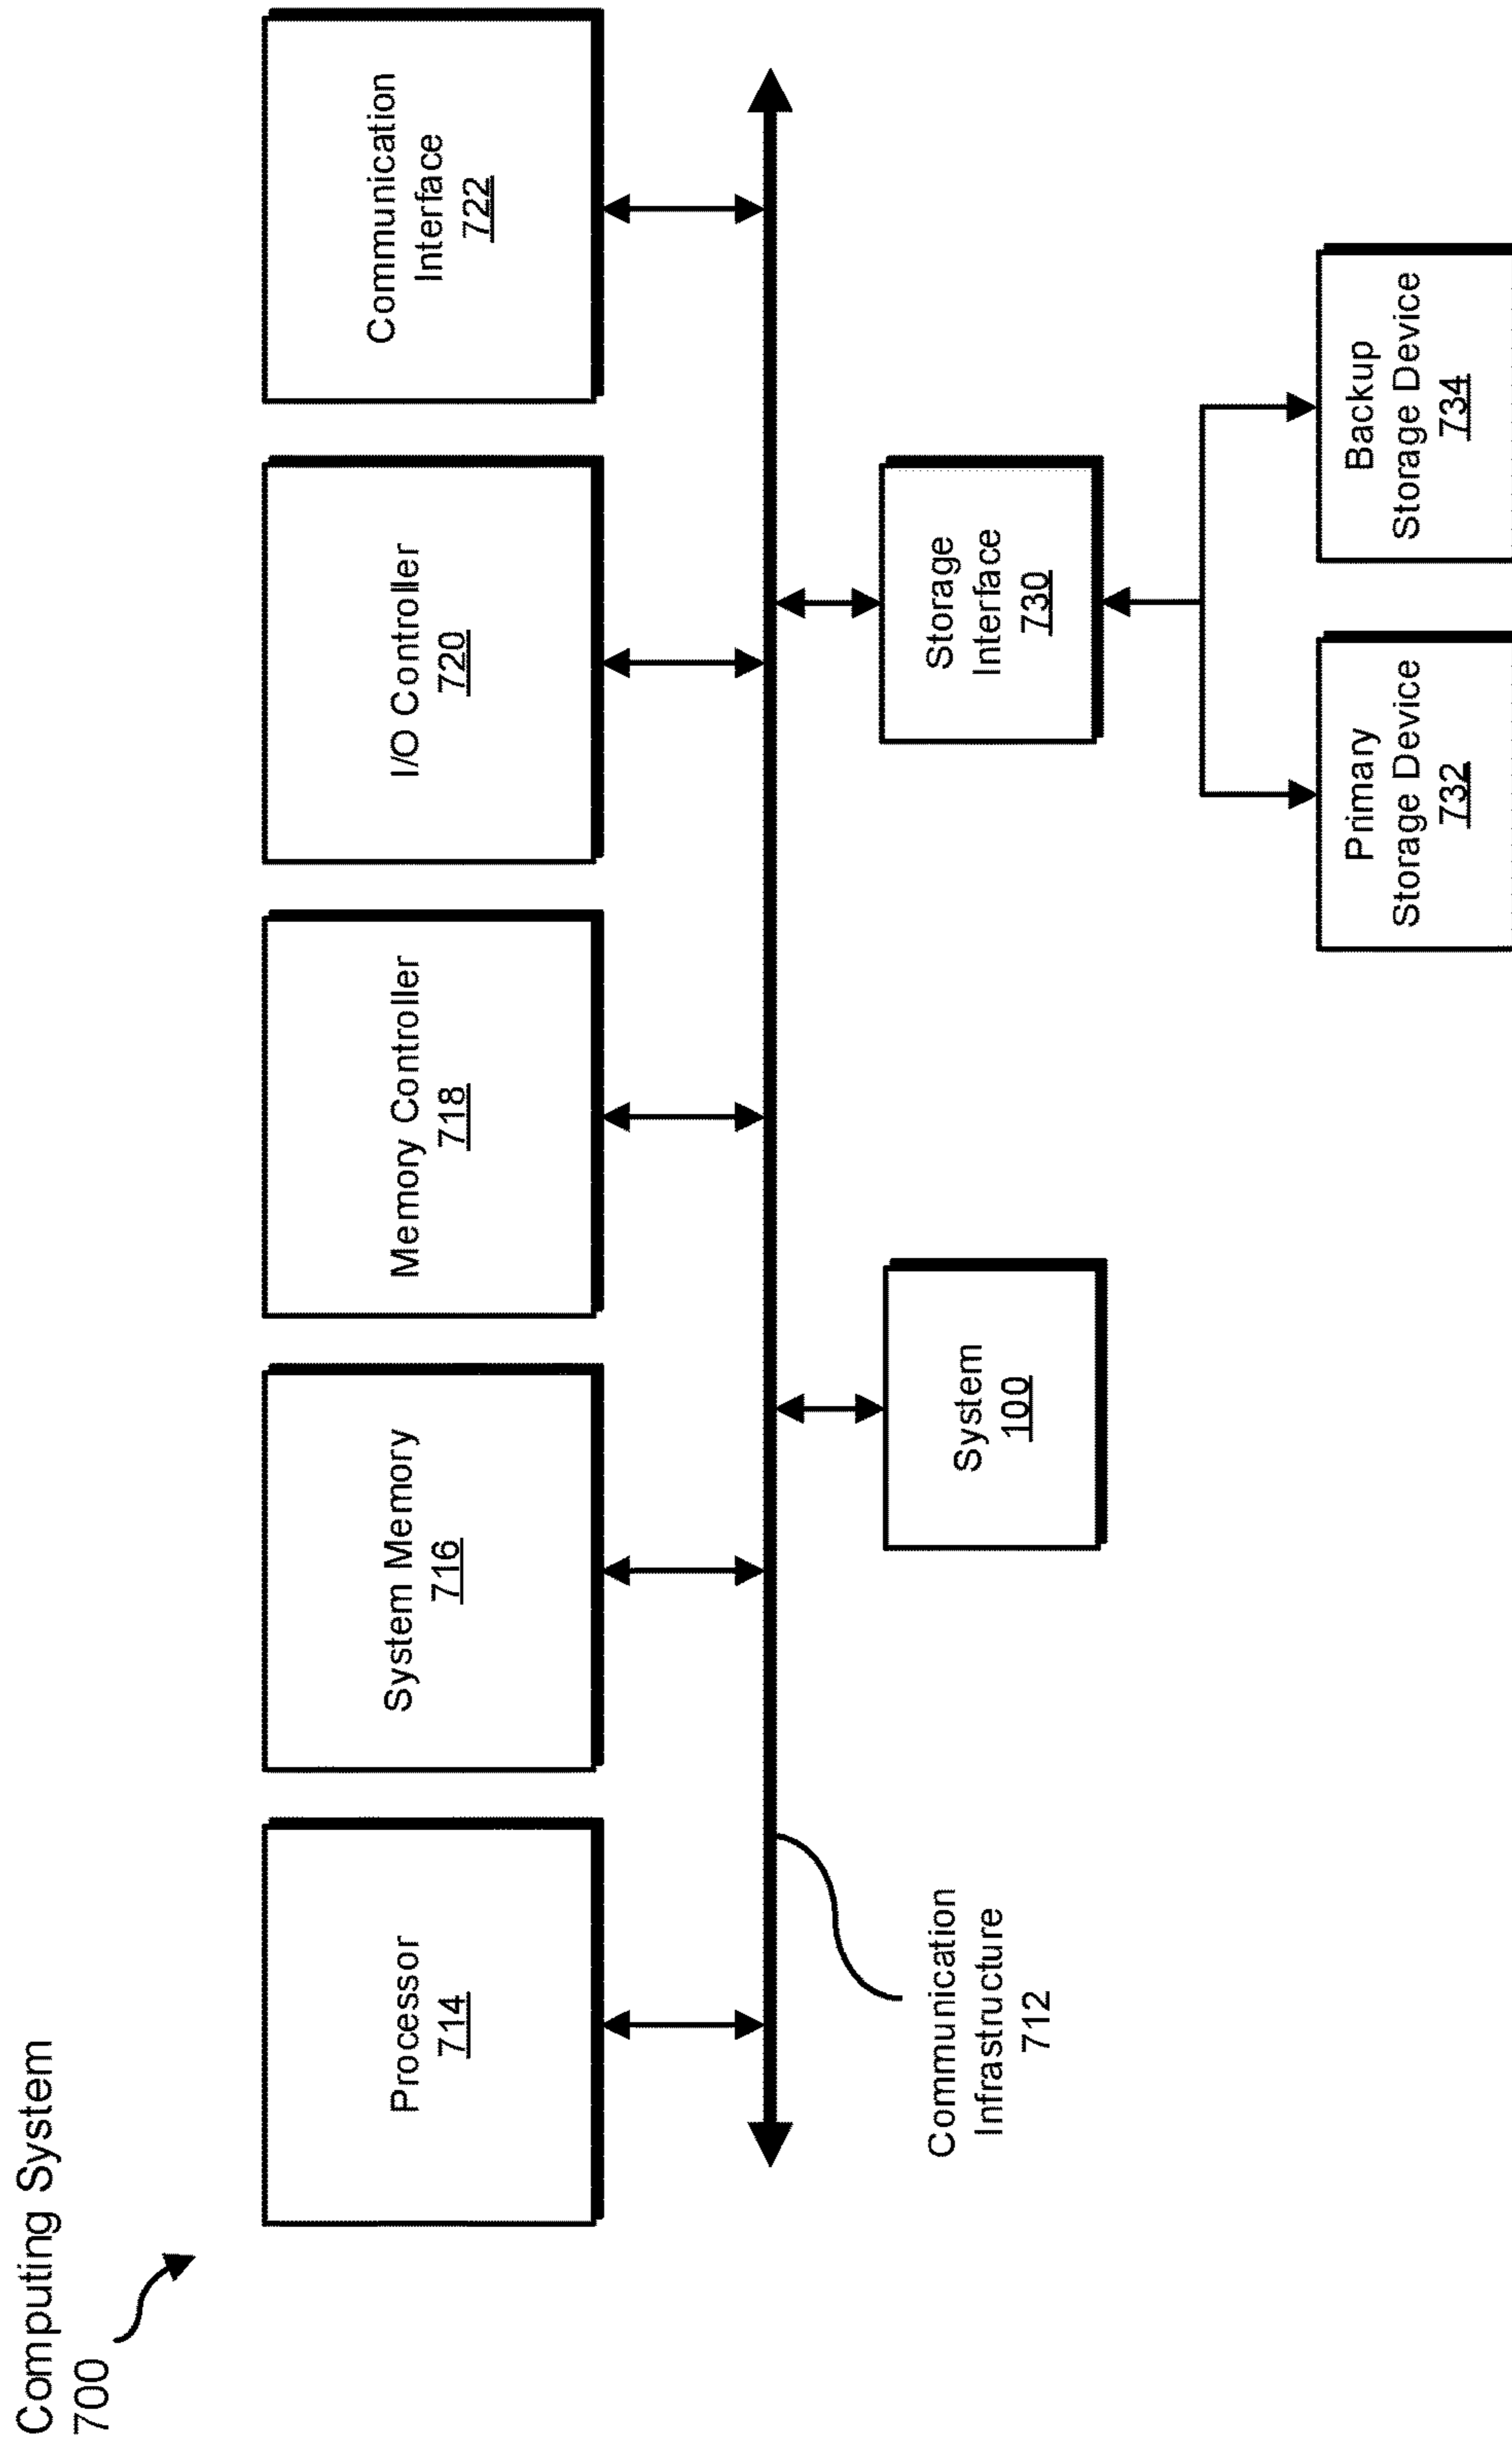 Computing System
700
Processor
714
System Memory
716
Memory Controller
718
I/O Controller
720
Communication
Interface
722
Communication
Infrastructure
712
System
100
Storage
Interface
730
Primary
Storage Device
732
Backup
Storage Device
734